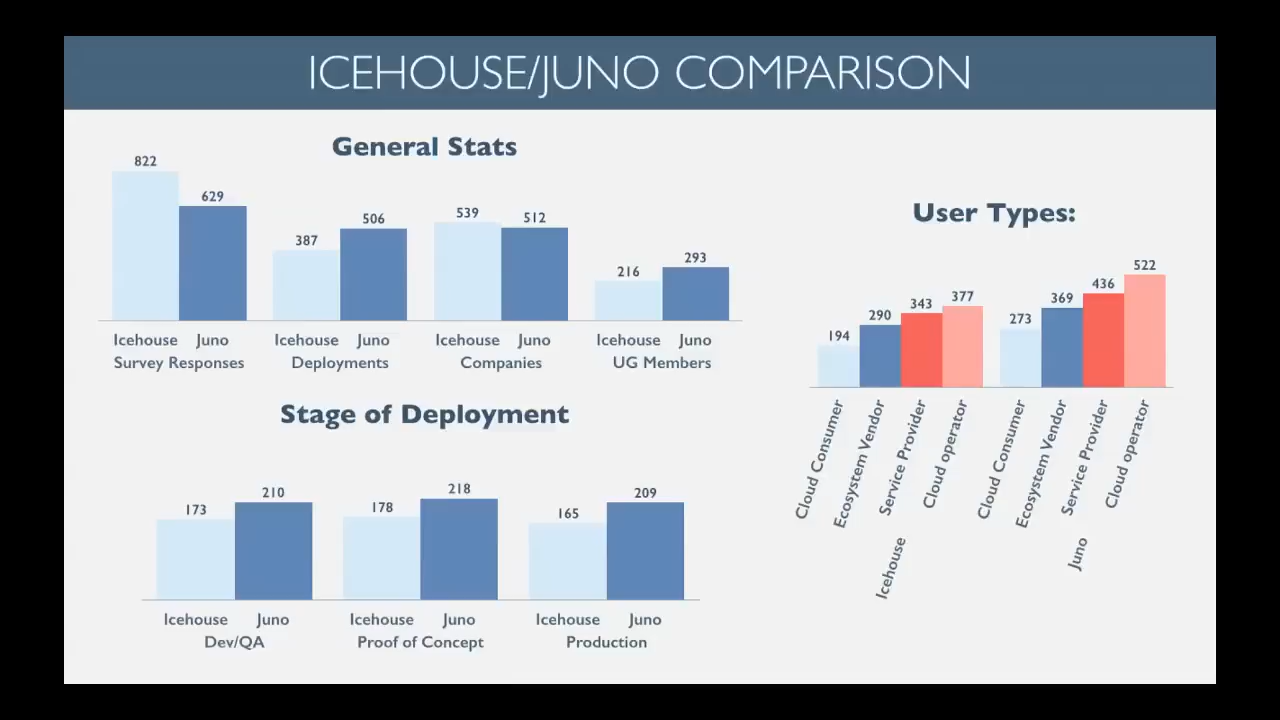 ICEHOUSE/JUNO COMPARISON
General Stats
822
629
387
506
539
512
216
293
Icehouse Juno Icehouse Juno Icehouse Juno Icehouse Juno
Survey Responses Deployments Companies UG Members
Stage of Deployment
173
210
178
218
165
209
Icehouse Juno Icehouse Juno Icehouse Juno
Dev/QA Proof of Concept Production
User Types:
194
290
343
377
273
369
436
522
Cloud Consumer
Ecosystem Vendor
Service Provider
Cloud operator
Cloud Consumer
Ecosystem Vendor
Service Provider
Cloud operator
Icehouse
Juno